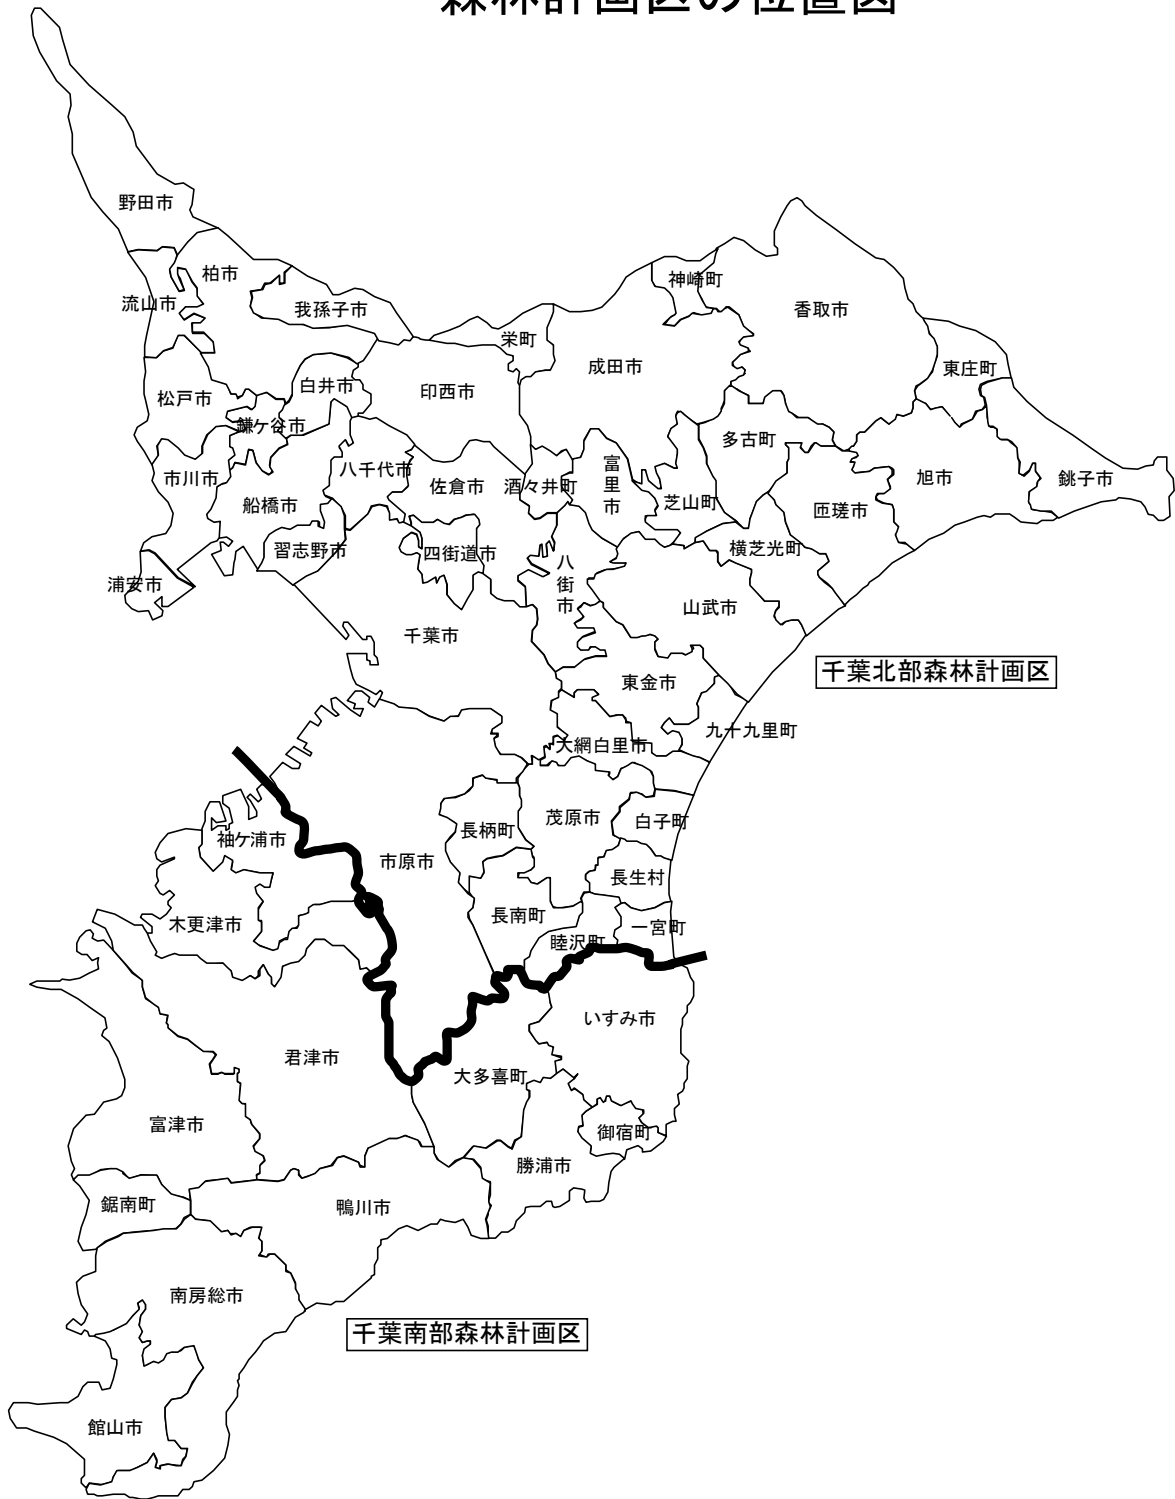 森林計画区の位置図
野田市
柏市
流山市
我孫子市
神崎町
香取市
栄町
成田市
東庄町
松戸市
白井市
印西市
鎌ケ谷市
多古町
市川市
船橋市
八千代市
佐倉市
酒々井町
富里市
芝山町
旭市
銚子市
匝瑳市
習志野市
四街道市
横芝光町
浦安市
八街市
千葉市
山武市
千葉北部森林計画区
東金市
九十九里町
大網白里市
茂原市
白子町
長柄町
袖ケ浦市
市原市
長生村
長南町
一宮町
木更津市
睦沢町
いすみ市
君津市
大多喜町
富津市
御宿町
勝浦市
鋸南町
鴨川市
南房総市
千葉南部森林計画区
館山市